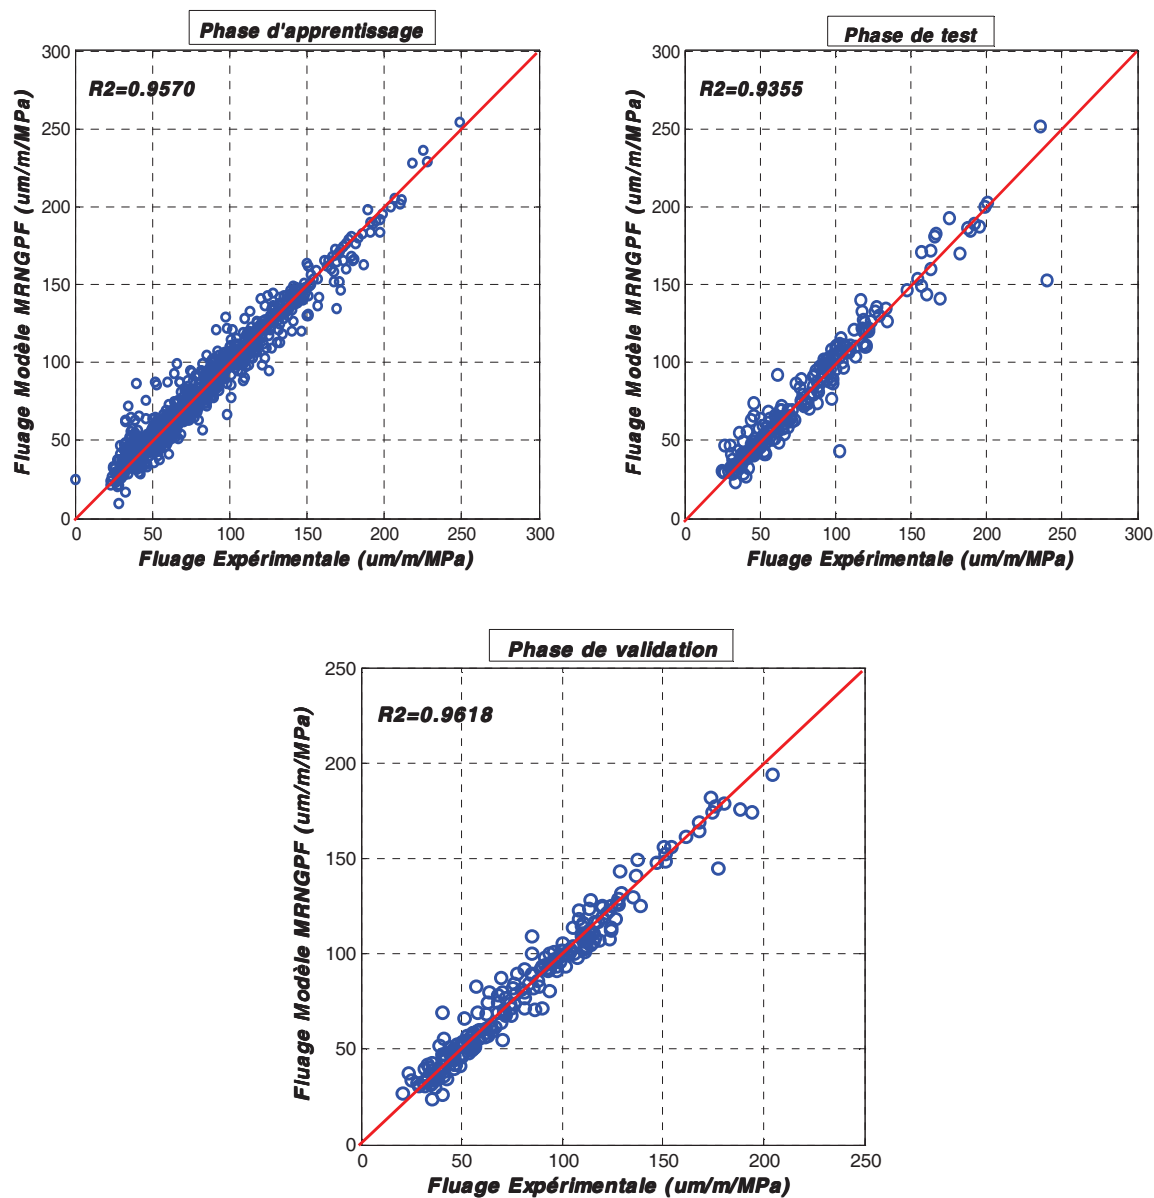 Phase d'apprentissage
R2=0.9570
Fluage Modèle MRNGPF (um/m/MPa)
300
250
200
150
100
50
0
0 50 100 150 200 250 300
Fluage Expérimentale (um/m/MPa)
Phase de test
R2=0.9355
Fluage Modèle MRNGPF (um/m/MPa)
300
250
200
150
100
50
0
0 50 100 150 200 250 300
Fluage Expérimentale (um/m/MPa)
Phase de validation
R2=0.9618
Fluage Modèle MRNGPF (um/m/MPa)
250
200
150
100
50
0
0 50 100 150 200 250
Fluage Expérimentale (um/m/MPa)